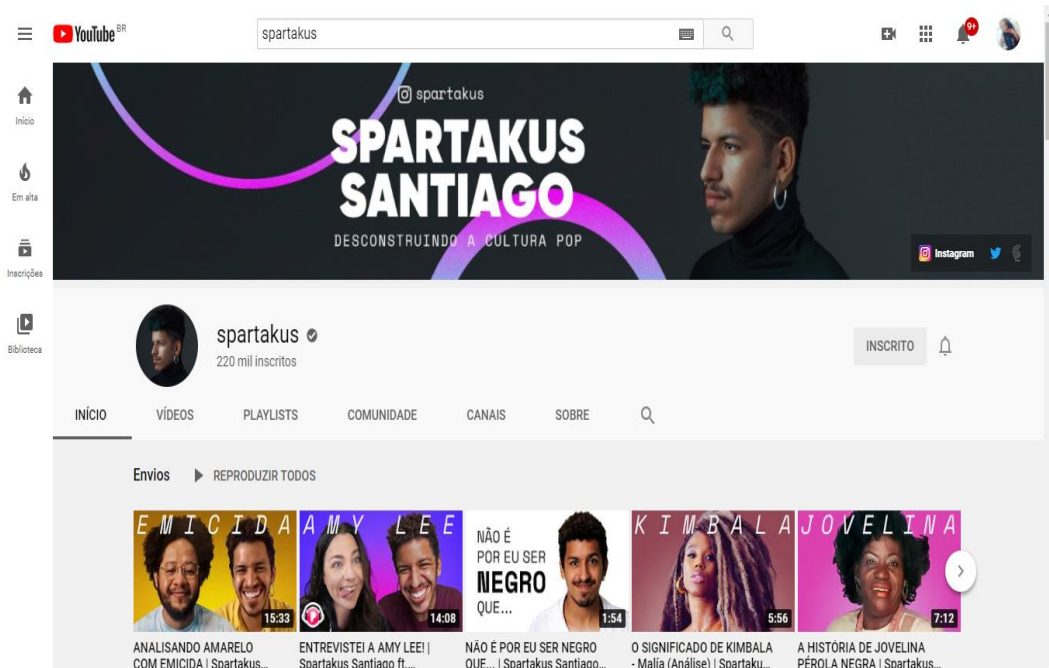 YouTube BR
spartakus
9+
Início
Em alta
Inscrições
Biblioteca
spartakus
SPARTAKUS
SANTIAGO
DESCONSTRUINDO A CULTURA POP
Instagram
spartakus
220 mil inscritos
INSCRITO
INÍCIO VÍDEOS PLAYLISTS COMUNIDADE CANAIS SOBRE
Envios REPRODUZIR TODOS
EMICIDA
15:33
AMY LEE
14:08
NÃO É
POR EU SER
NEGRO
QUE...
1:54
KIMBALA
5:56
JOVELINA
7:12
ANALISANDO AMARELO
COM EMICIDA | Spartakus...
ENTREVISTEI A AMY LEE! |
Spartakus Santiago ft....
NÃO É POR EU SER NEGRO
QUE... | Spartakus Santiago...
O SIGNIFICADO DE KIMBALA
- Malía (Análise) | Spartaku...
A HISTÓRIA DE JOVELINA
PÉROLA NEGRA | Spartakus...